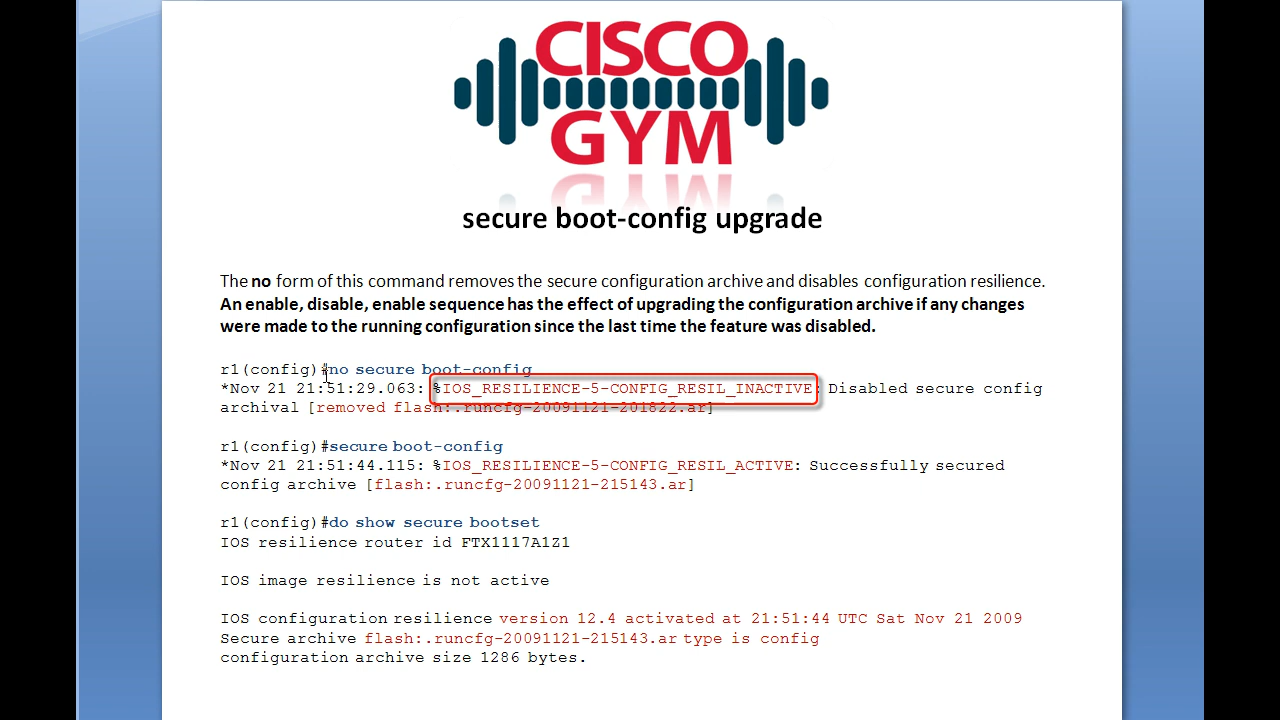 CISCO
GYM
secure boot-config upgrade
The no form of this command removes the secure configuration archive and disables configuration resilience.
An enable, disable, enable sequence has the effect of upgrading the configuration archive if any changes
were made to the running configuration since the last time the feature was disabled.
r1(config)#no secure boot-config
*Nov 21 21:51:29.063: %IOS_RESILIENCE-5-CONFIG_RESIL_INACTIVE: Disabled secure config
archival [removed flash:.runcfg-20091121-201822.ar]
r1(config)#secure boot-config
*Nov 21 21:51:44.115: %IOS_RESILIENCE-5-CONFIG_RESIL_ACTIVE: Successfully secured
config archive [flash:.runcfg-20091121-215143.ar]
r1(config)#do show secure bootset
IOS resilience router id FTX1117A1Z1
IOS image resilience is not active
IOS configuration resilience version 12.4 activated at 21:51:44 UTC Sat Nov 21 2009
Secure archive flash:.runcfg-20091121-215143.ar type is config
configuration archive size 1286 bytes.